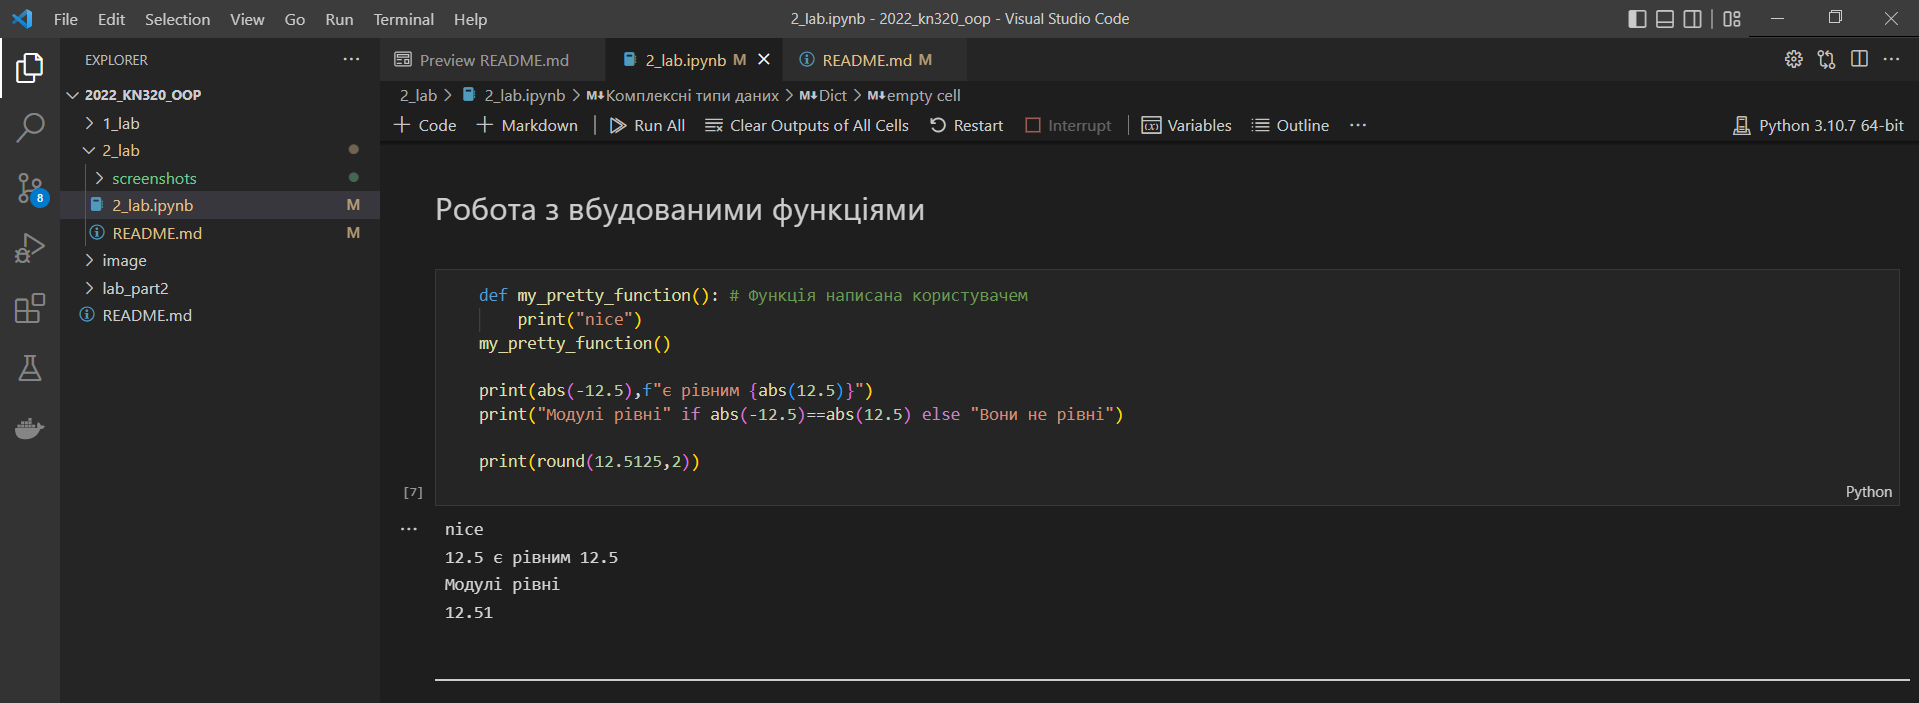 File Edit Selection View Go Run Terminal Help
2_lab.ipynb - 2022_kn320_oop - Visual Studio Code
EXPLORER
2022_KN320_OOP
1_lab
2_lab
screenshots
2_lab.ipynb M
README.md M
image
lab_part2
README.md
8
Preview README.md
2_lab.ipynb M
README.md M
2_lab > 2_lab.ipynb > M↓Комплексні типи даних > M↓Dict > M↓empty cell
+ Code + Markdown | Run All Clear Outputs of All Cells Restart Interrupt | Variables Outline ...
Python 3.10.7 64-bit
Робота з вбудованими функціями
def my_pretty_function(): # Функція написана користувачем
    print("nice")
my_pretty_function()
print(abs(-12.5),f"є рівним {abs(12.5)}")
print("Модулі рівні" if abs(-12.5)==abs(12.5) else "Вони не рівні")
print(round(12.5125,2))
[7]
Python
nice
12.5 є рівним 12.5
Модулі рівні
12.51